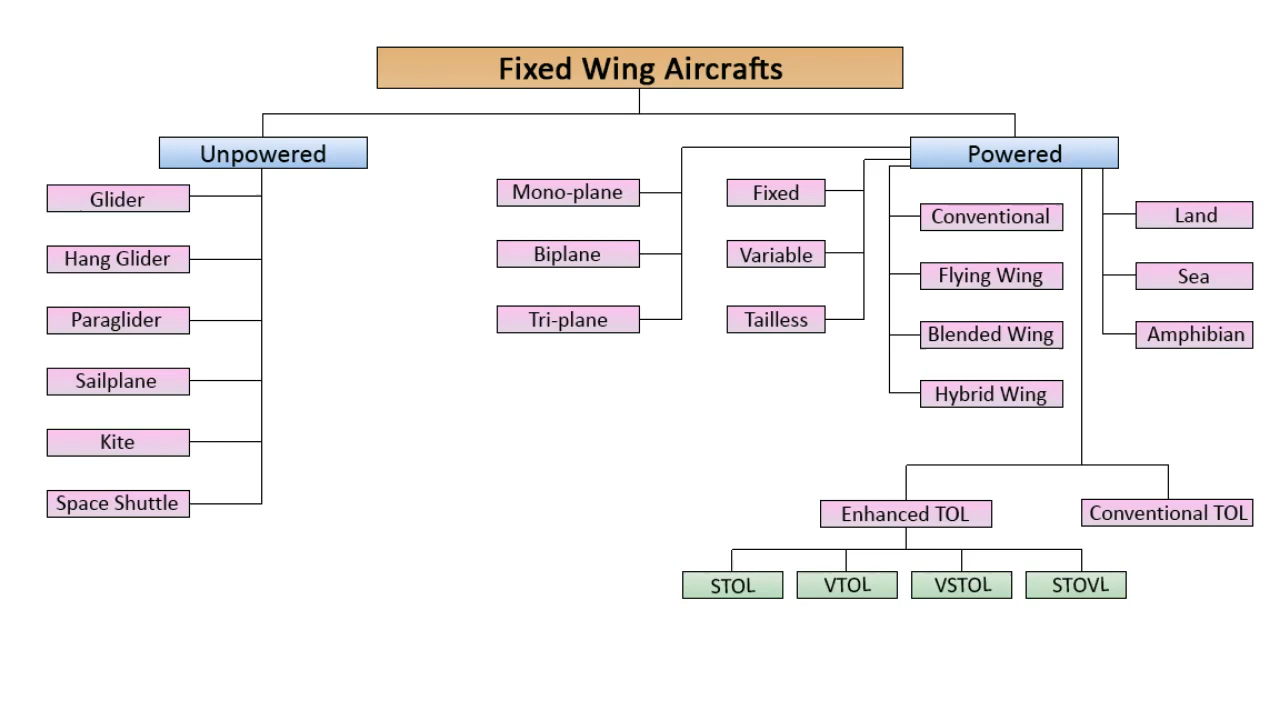 Fixed Wing Aircrafts
Unpowered
Powered
Glider
Hang Glider
Paraglider
Sailplane
Kite
Space Shuttle
Mono-plane
Biplane
Tri-plane
Fixed
Variable
Tailless
Conventional
Flying Wing
Blended Wing
Hybrid Wing
Land
Sea
Amphibian
Enhanced TOL
Conventional TOL
STOL
VTOL
VSTOL
STOVL